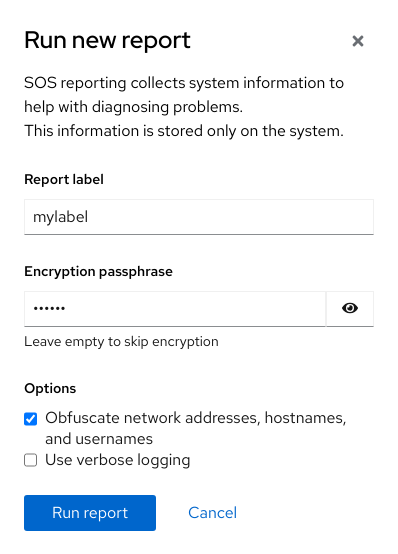 Run new report
SOS reporting collects system information to
help with diagnosing problems.
This information is stored only on the system.
Report label
mylabel
Encryption passphrase
••••••
Leave empty to skip encryption
Options
Obfuscate network addresses, hostnames,
and usernames
Use verbose logging
Run report Cancel